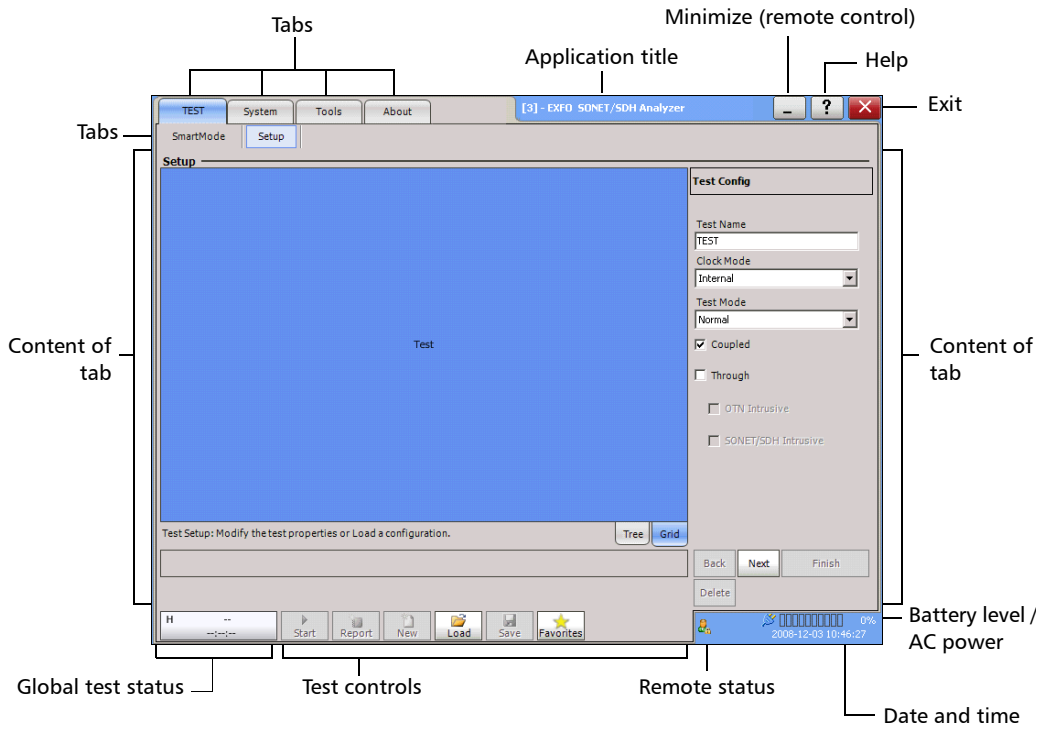 Minimize (remote control)
Tabs
Application title
Help
TEST
System
Tools
About
[3] - EXFO SONET/SDH Analyzer
?
Exit
Tabs
SmartMode
Setup
Setup
Test Config
Test Name
TEST
Clock Mode
Internal
Test Mode
Normal
Content of
tab
Test
Coupled
Content of
tab
Through
OTN Intrusive
SONET/SDH Intrusive
Test Setup: Modify the test properties or Load a configuration.
Tree
Grid
Back
Next
Finish
Delete
H --
--:--:--
Start
Report
New
Load
Save
Favorites
0%
2008-12-03 10:46:27
Battery level /
AC power
Global test status
Test controls
Remote status
Date and time